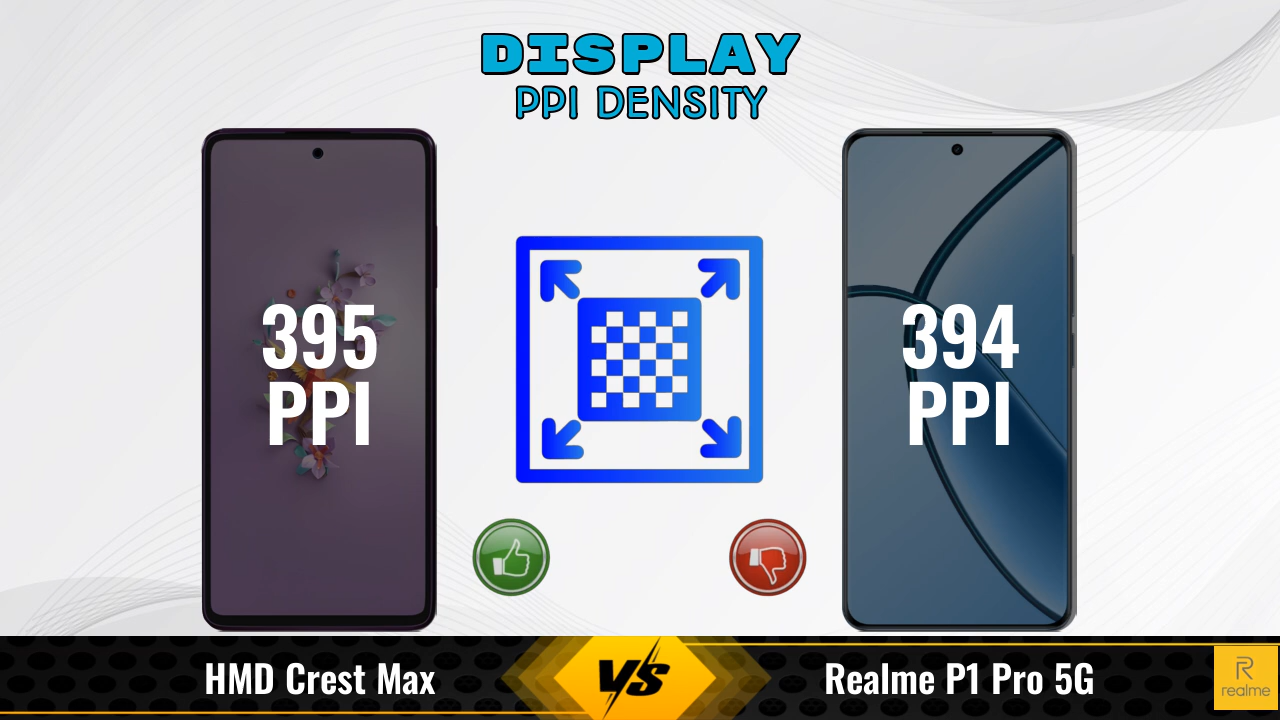 DISPLAY
PPI DENSITY
395
PPI
394
PPI
HMD Crest Max
VS
Realme P1 Pro 5G
R
realme